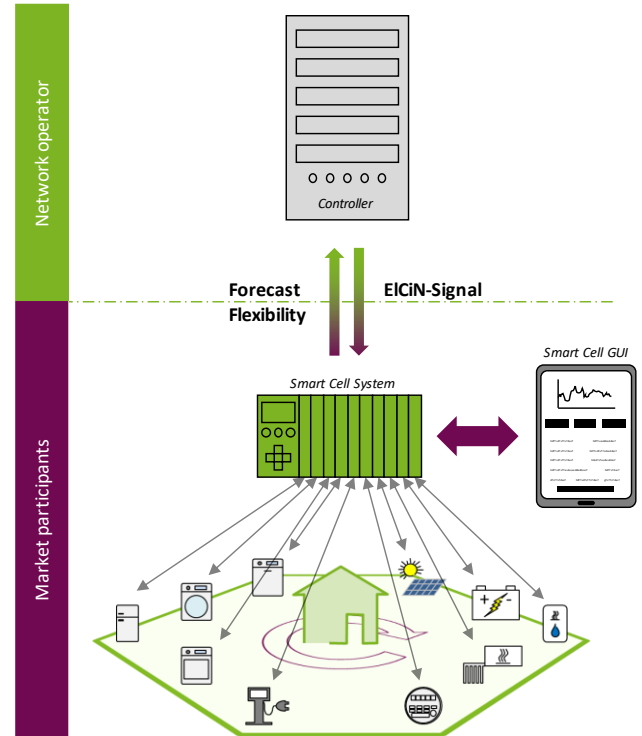 Network operator
Controller
Forecast
Flexibility
ElCiN-Signal
Market participants
Smart Cell System
Smart Cell GUI
+
-